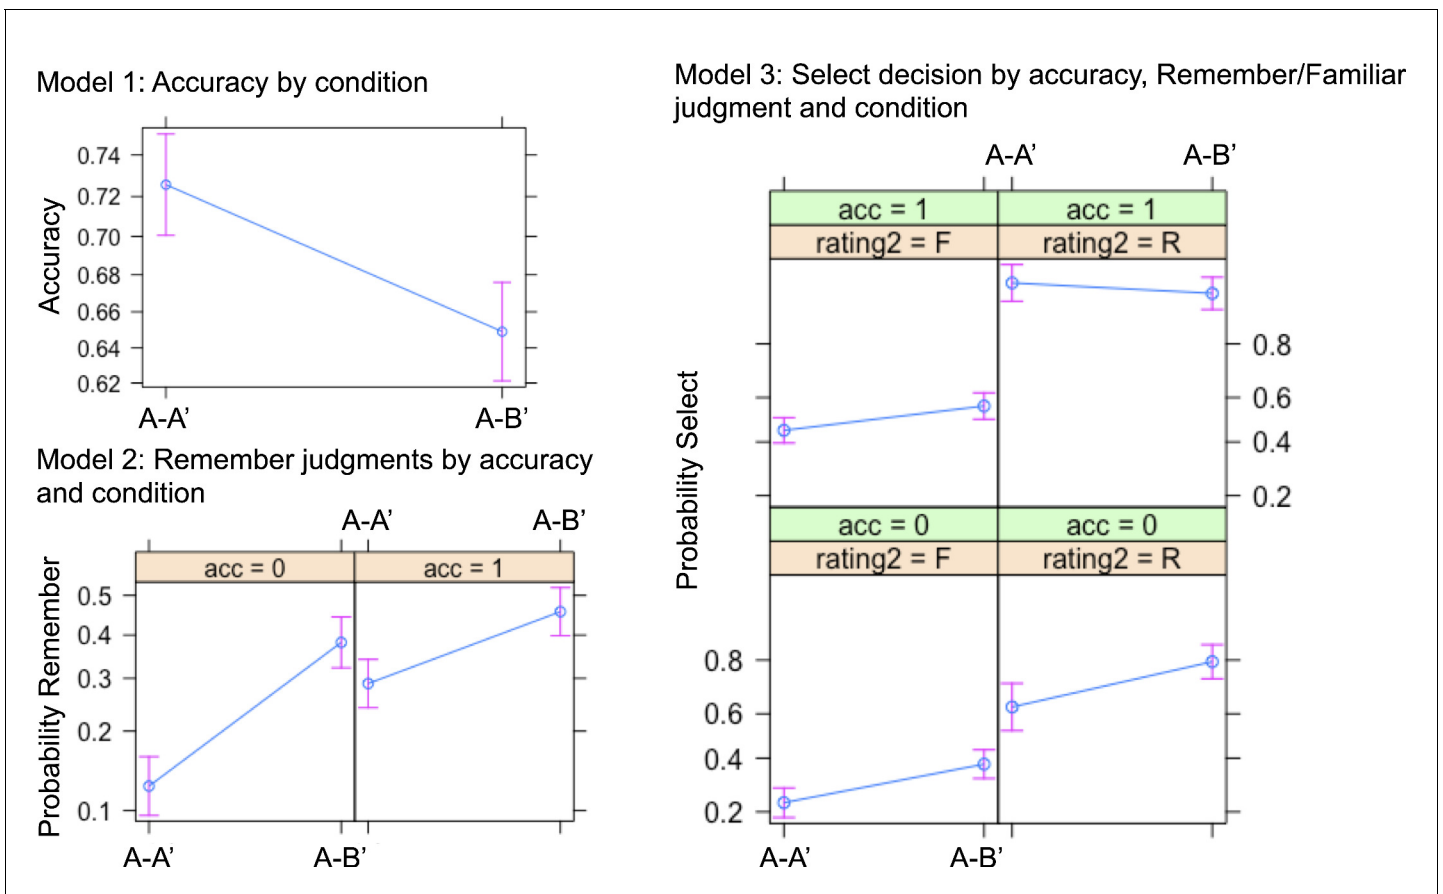 Model 1: Accuracy by condition
Accuracy
0.74
0.72
0.70
0.68
0.66
0.64
0.62
A-A’ A-B’
Model 2: Remember judgments by accuracy
and condition
A-A’ A-B’
Probability Remember
acc = 0 acc = 1
0.5
0.4
0.3
0.2
0.1
A-A’ A-B’
Model 3: Select decision by accuracy, Remember/Familiar
judgment and condition
A-A’ A-B’
Probability Select
acc = 1 acc = 1
rating2 = F rating2 = R
0.8
0.6
0.4
0.2
acc = 0 acc = 0
rating2 = F rating2 = R
0.8
0.6
0.4
0.2
A-A’ A-B’